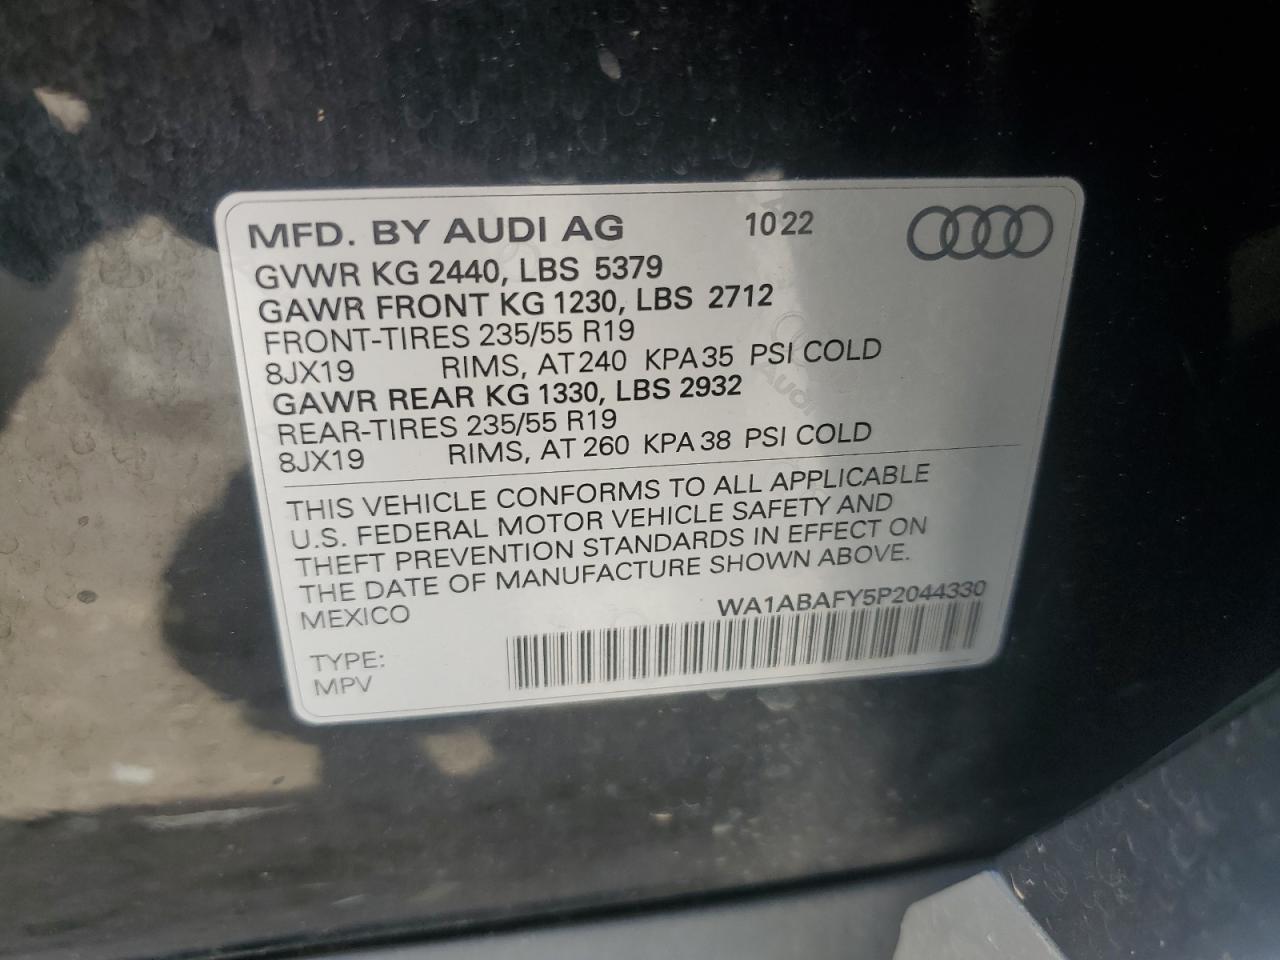 MFD. BY AUDI AG 1022
GVWR KG 2440, LBS 5379
GAWR FRONT KG 1230, LBS 2712
FRONT-TIRES 235/55 R19
8JX19 RIMS, AT 240 KPA 35 PSI COLD
GAWR REAR KG 1330, LBS 2932
REAR-TIRES 235/55 R19
8JX19 RIMS, AT 260 KPA 38 PSI COLD
THIS VEHICLE CONFORMS TO ALL APPLICABLE
U.S. FEDERAL MOTOR VEHICLE SAFETY AND
THEFT PREVENTION STANDARDS IN EFFECT ON
THE DATE OF MANUFACTURE SHOWN ABOVE.
MEXICO WA1ABAFY5P2044330
TYPE:
MPV